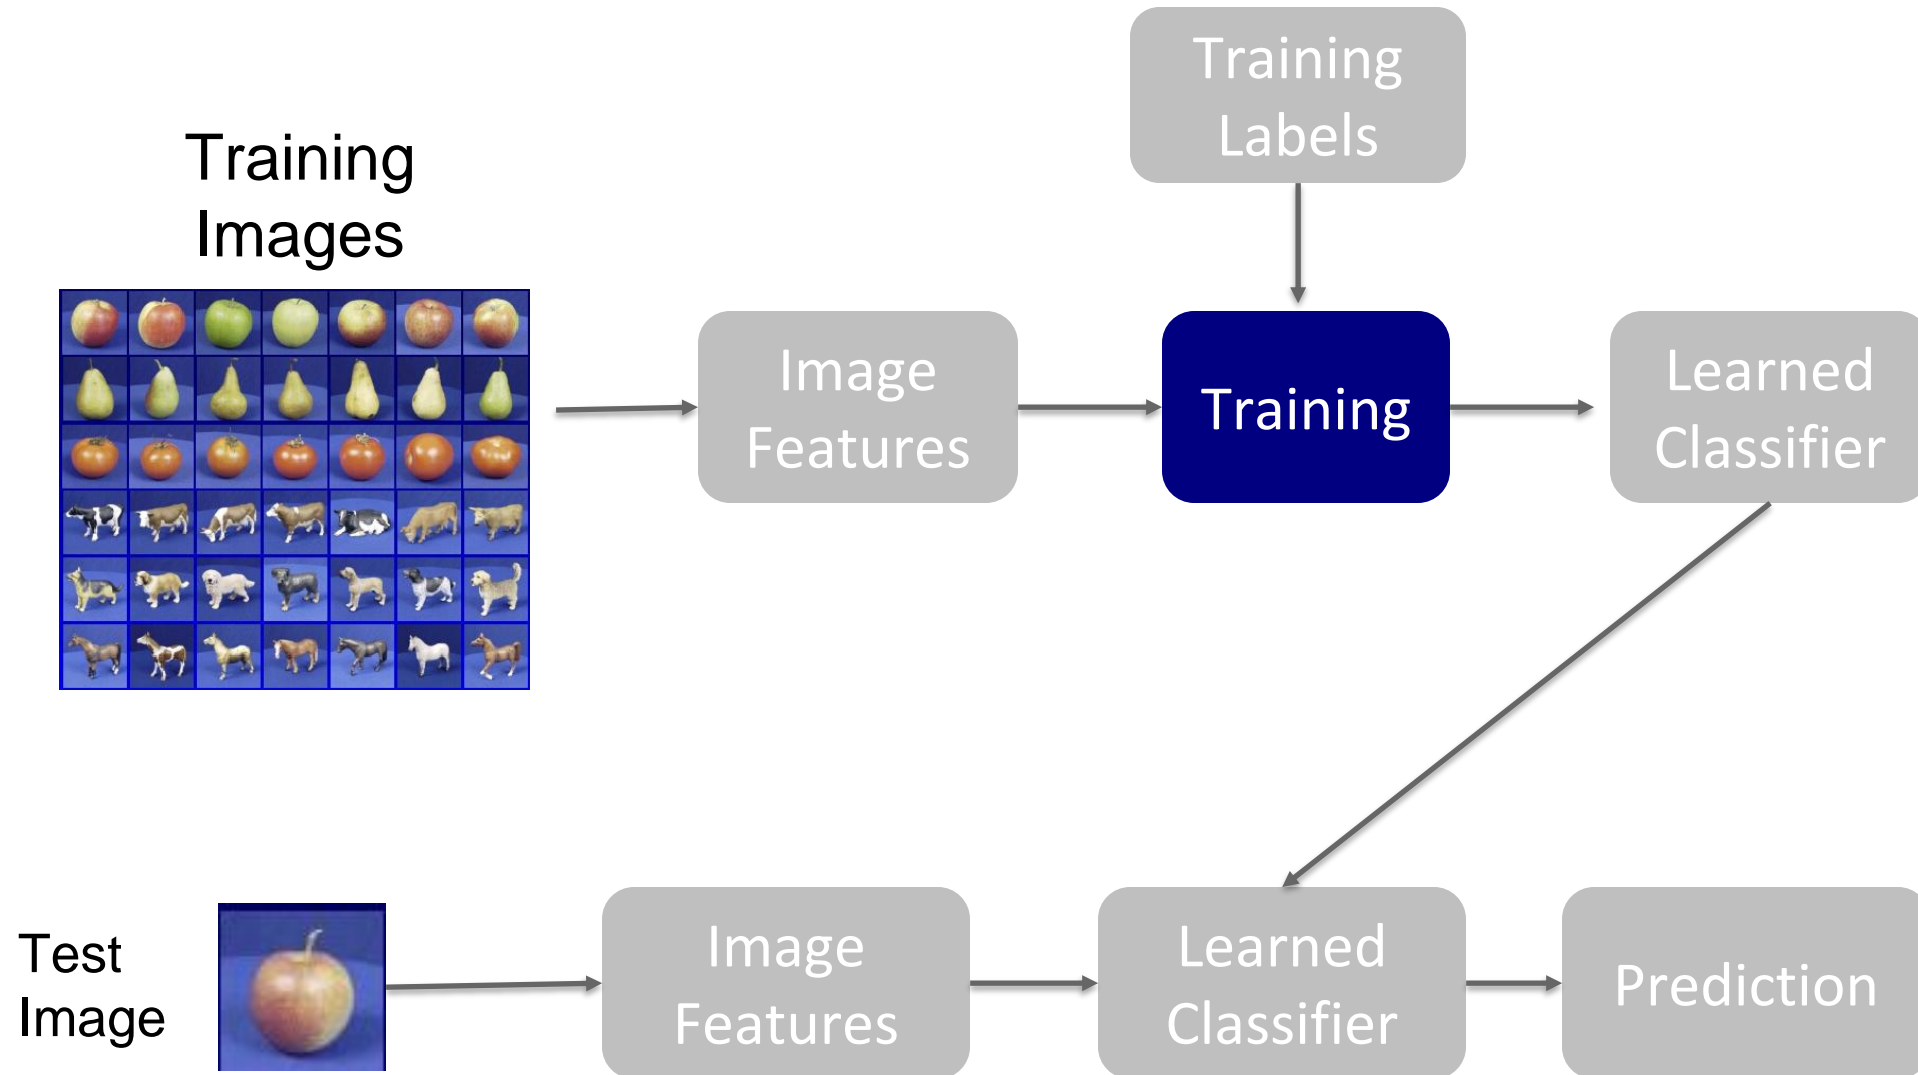 Training
Labels
Training
Images
Image
Features
Training
Learned
Classifier
Test
Image
Image
Features
Learned
Classifier
Prediction